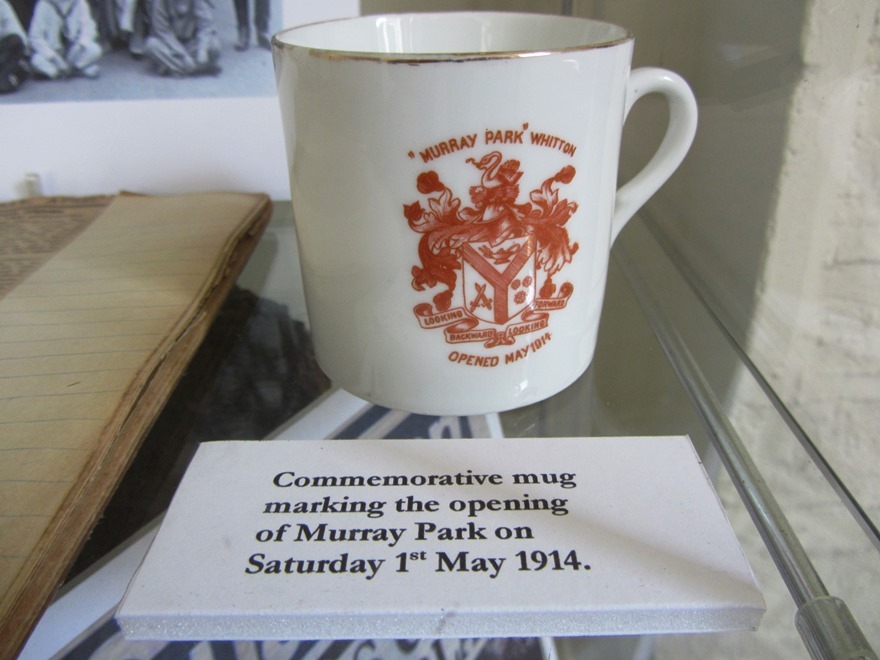 "MURRAY PARK" WHITTON
LOOKING BACKWARD LOOKING FORWARD
OPENED MAY 1914
Commemorative mug
marking the opening
of Murray Park on
Saturday 1st May 1914.